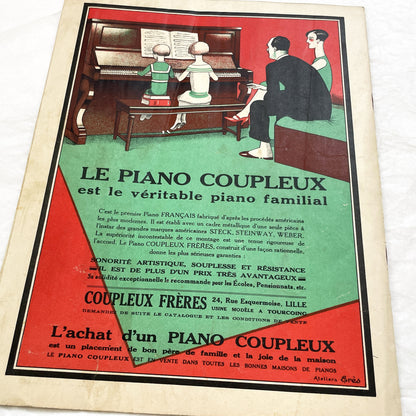 LE PIANO COUPLEUX
est le véritable piano familial
C'est le premier Piano FRANÇAIS fabriqué d'après les procédés américains
les plus modernes. Il est établi avec un cadre métallique d'une seule pièce à
l'instar des grandes marques américaines STECK, STEINWAY, WEBER.
La supériorité incontestable de ce montage est une tenue rigoureuse de
l'accord. Le Piano COUPLEUX FRÈRES, construit d'une façon rationnelle,
donne les plus sérieuses garanties :
SONORITÉ ARTISTIQUE, SOUPLESSE ET RÉSISTANCE
IL EST DE PLUS D'UN PRIX TRÈS AVANTAGEUX
Sa solidité exceptionnelle le recommande pour les Écoles, Pensionnats, etc.
COUPLEUX FRÈRES 24, Rue Esquermoise, LILLE
USINE MODÈLE A TOURCOING
DEMANDEZ DE SUITE LE CATALOGUE ET LES CONDITIONS DE VENTE
L'achat d'un PIANO COUPLEUX
est un placement de bon père de famille et la joie de la maison
LE PIANO COUPLEUX EST EN VENTE DANS TOUTES LES BONNES MAISONS DE PIANOS
Ateliers